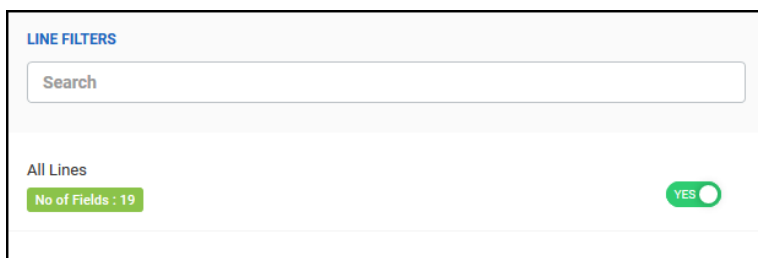 LINE FILTERS
Search
All Lines
No of Fields : 19
YES